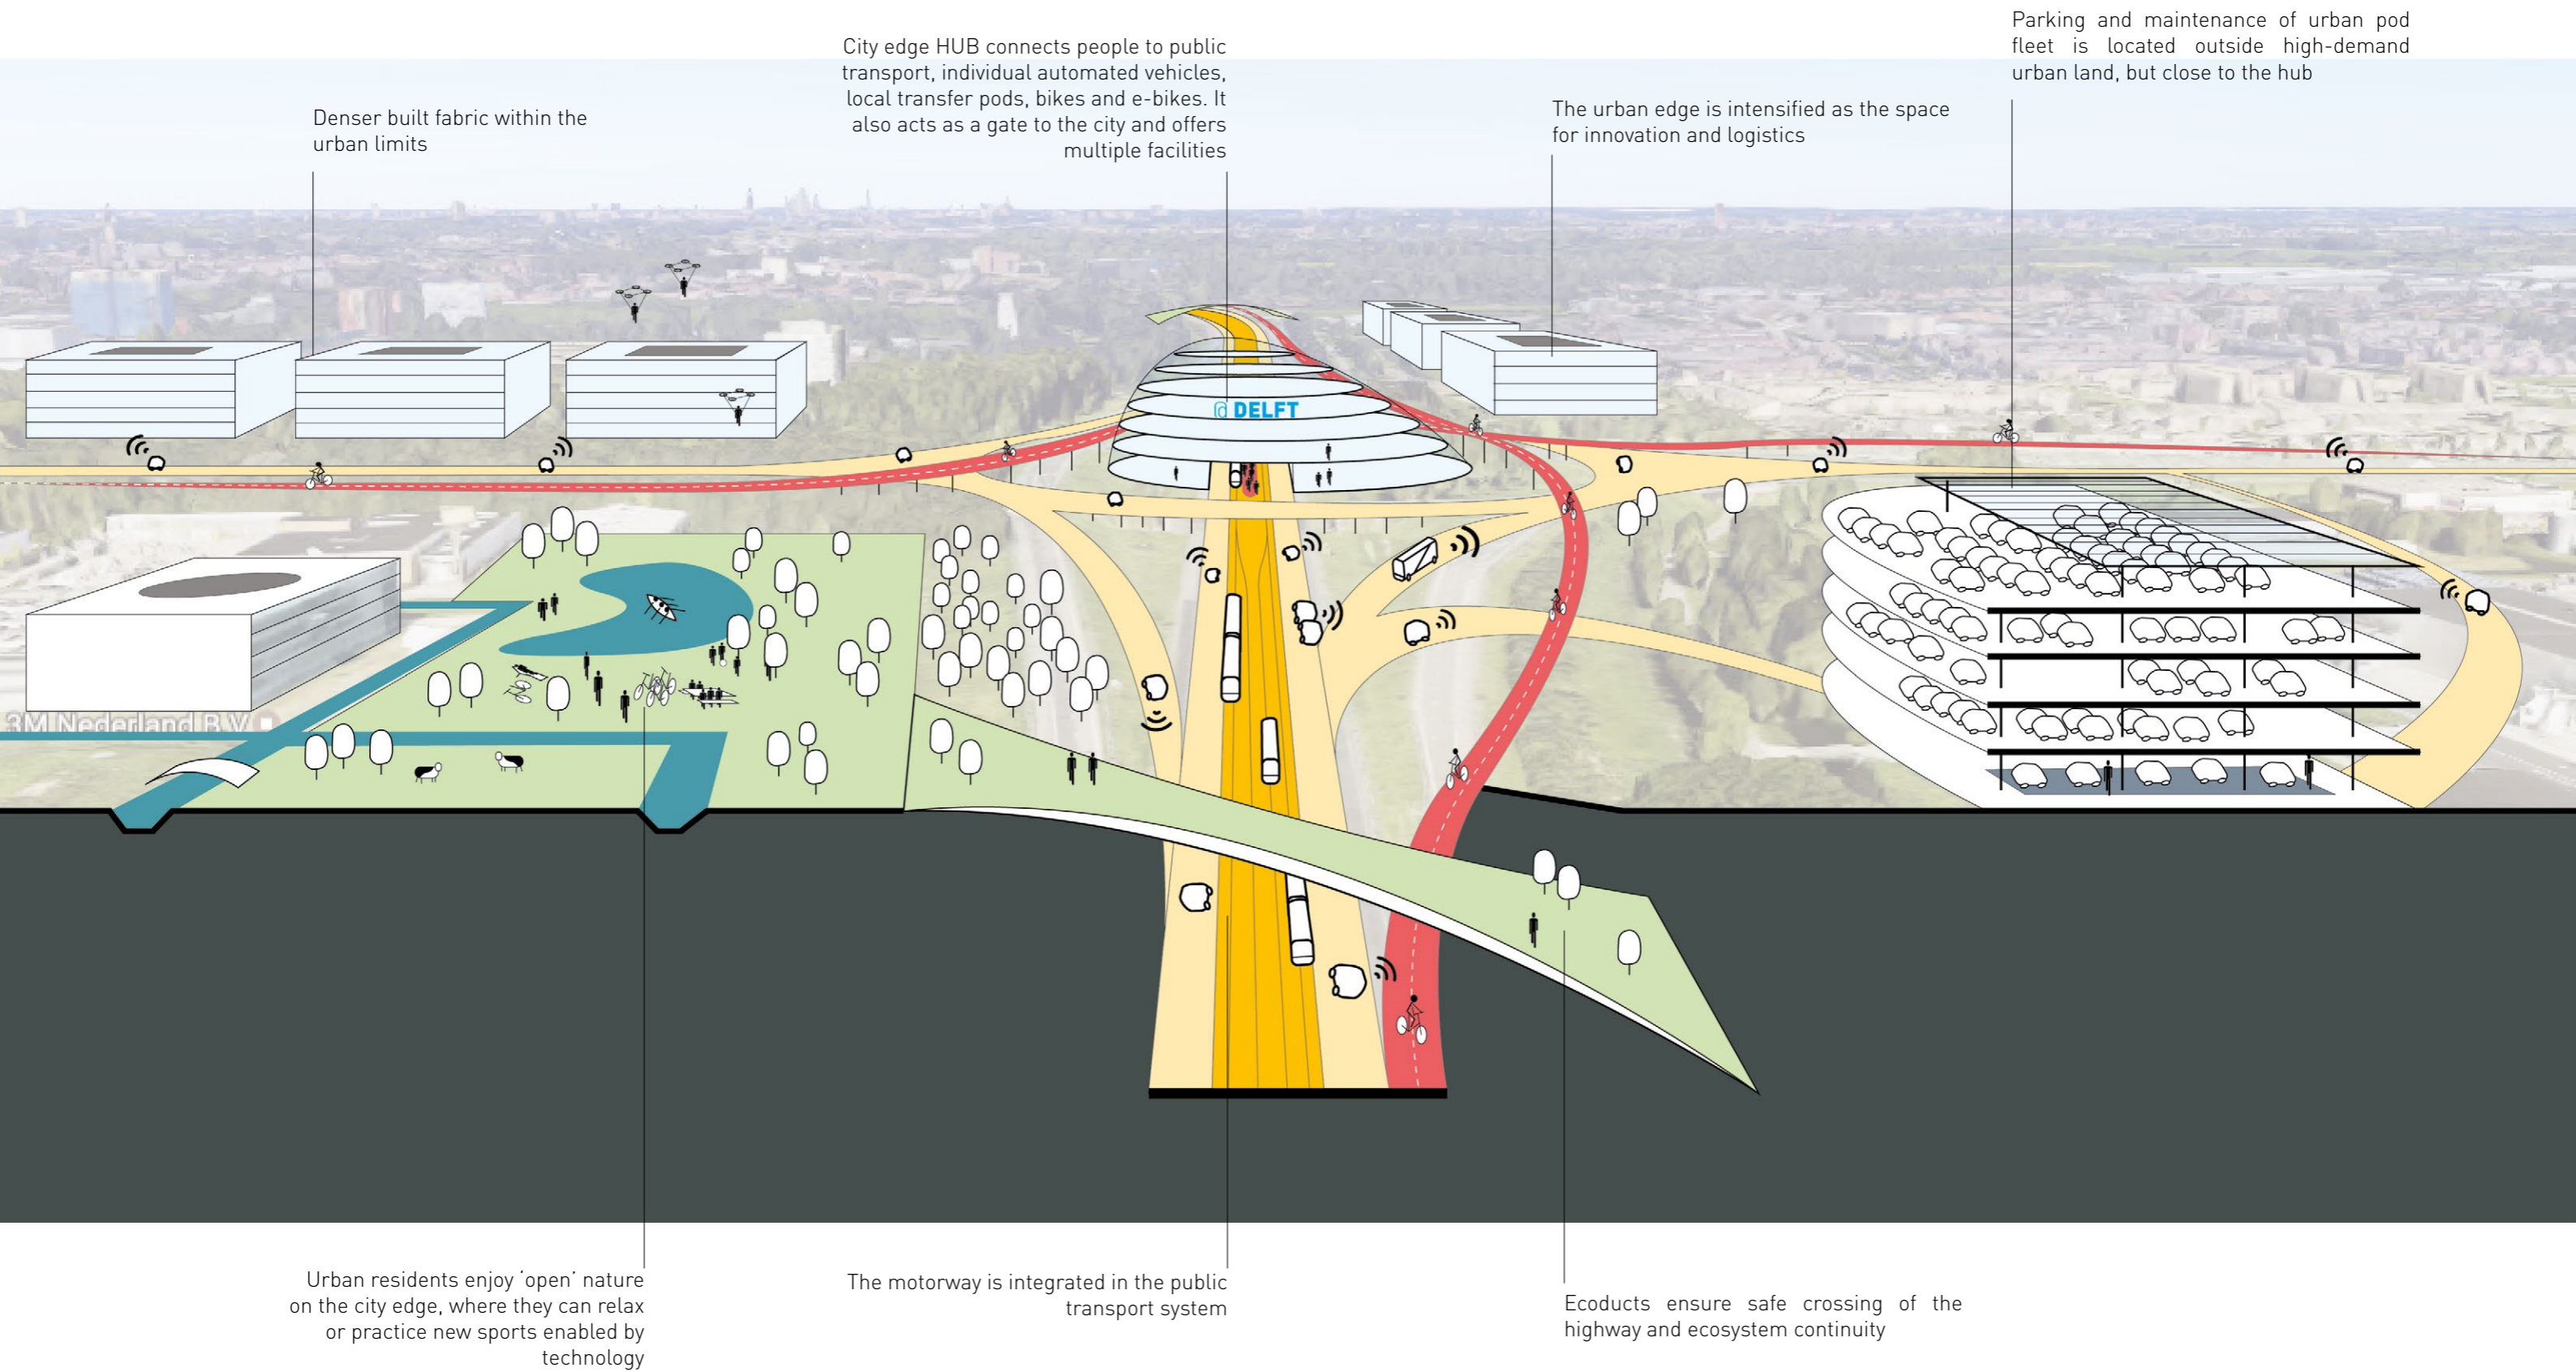 Parking and maintenance of urban pod
fleet is located outside high-demand
urban land, but close to the hub
City edge HUB connects people to public
transport, individual automated vehicles,
local transfer pods, bikes and e-bikes. It
also acts as a gate to the city and offers
multiple facilities
Denser built fabric within the
urban limits
The urban edge is intensified as the space
for innovation and logistics
@ DELFT
3M Nederland B.V.
Urban residents enjoy ‘open’ nature
on the city edge, where they can relax
or practice new sports enabled by
technology
The motorway is integrated in the public
transport system
Ecoducts ensure safe crossing of the
highway and ecosystem continuity